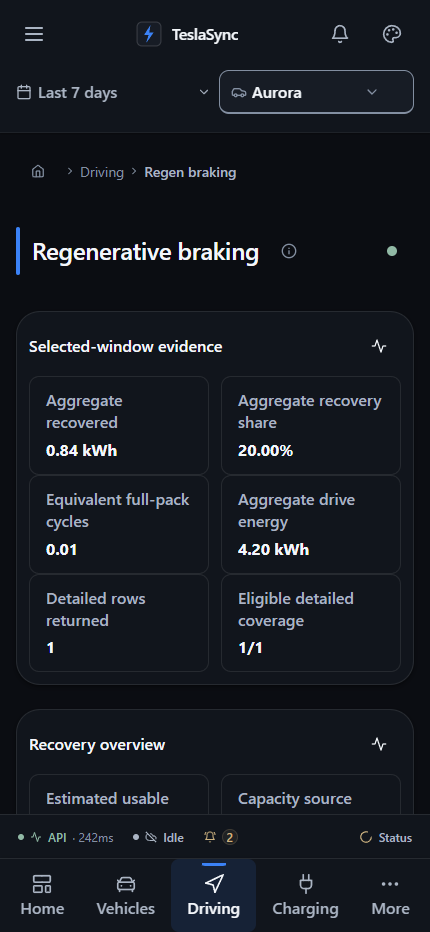 TeslaSync
Last 7 days
Aurora
Driving
Regen braking
Regenerative braking
Selected-window evidence
Aggregate
recovered
0.84 kWh
Aggregate recovery
share
20.00%
Equivalent full-pack
cycles
0.01
Aggregate drive
energy
4.20 kWh
Detailed rows
returned
1
Eligible detailed
coverage
1/1
Recovery overview
Estimated usable
Capacity source
API · 242ms
Idle
2
Status
Home
Vehicles
Driving
Charging
More